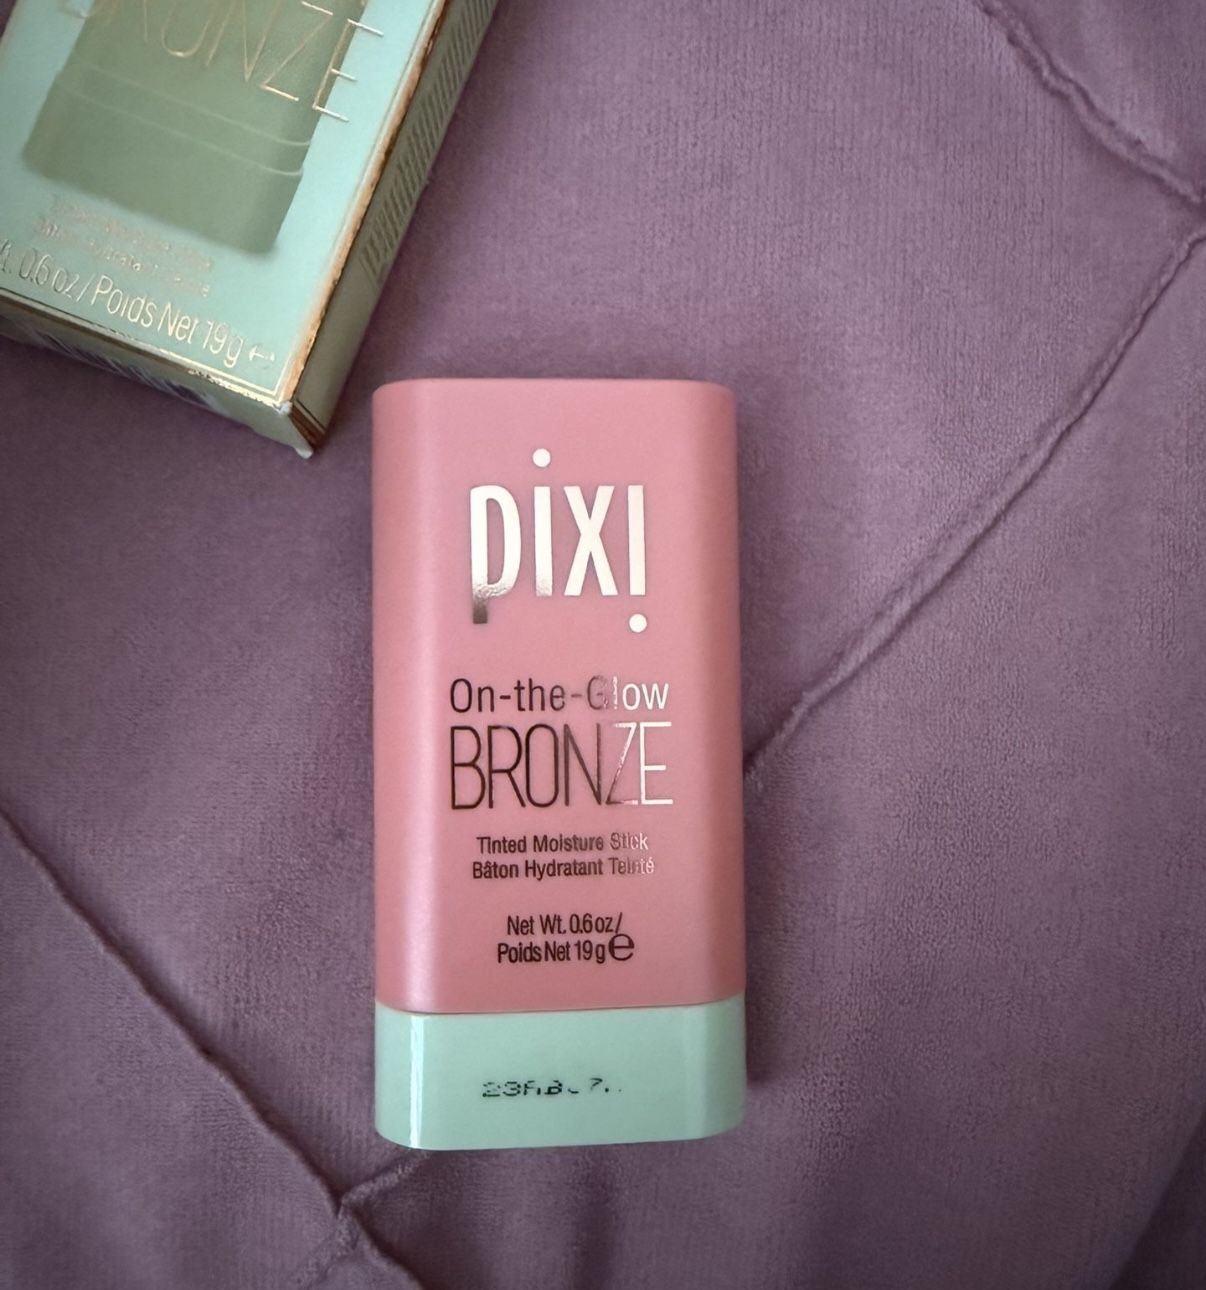 BRONZE
0.6 oz / Poids Net 19 g e
pixi
On-the-Glow
BRONZE
Tinted Moisture Stick
Bâton Hydratant Teinté
Net Wt. 0.6 oz /
Poids Net 19 g e